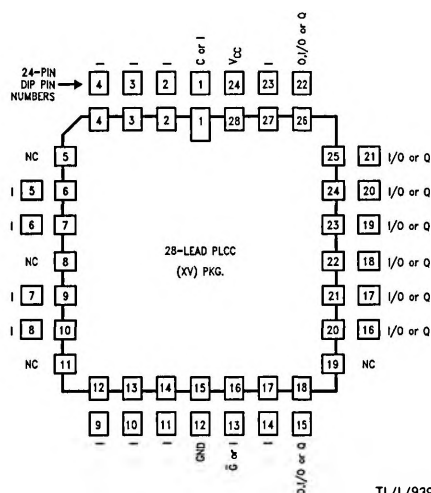 I I I C or I VCC I O,I/O or Q
24-PIN DIP PIN NUMBERS 4 3 2 1 24 23 22
4 3 2 1 28 27 26
NC 5 25 21 I/O or Q
I 5 6 24 20 I/O or Q
I 6 7 23 19 I/O or Q
28-LEAD PLCC
NC 8 22 18 I/O or Q
(XV) PKG.
I 7 9 21 17 I/O or Q
I 8 10 20 16 I/O or Q
NC 11 19 NC
12 13 14 15 16 17 18
9 10 11 12 13 14 15
I I I GND G̅ or I I O,I/O or Q